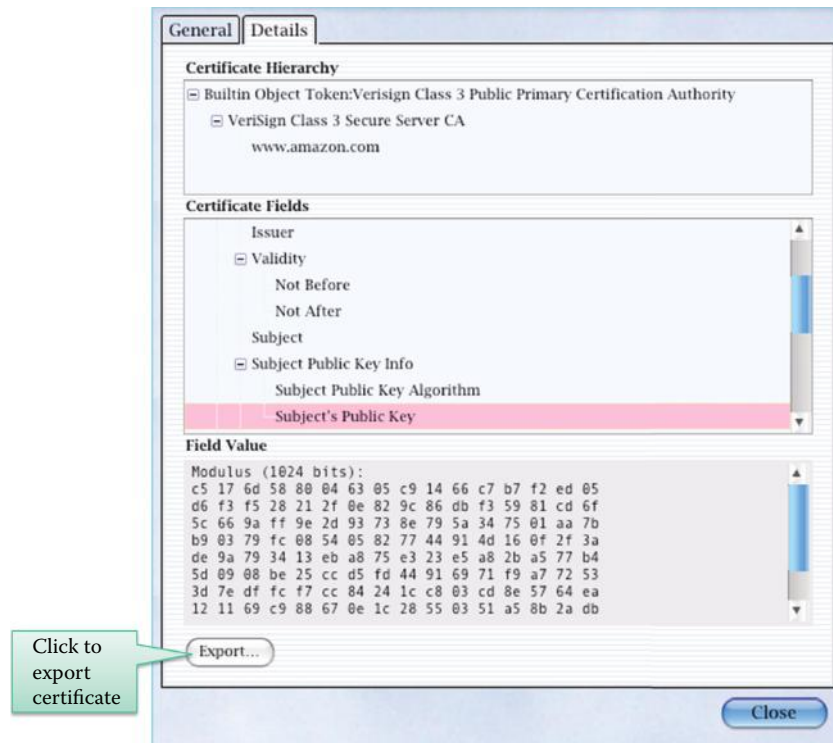 General Details
Certificate Hierarchy
Builtin Object Token:Verisign Class 3 Public Primary Certification Authority
VeriSign Class 3 Secure Server CA
www.amazon.com
Certificate Fields
Issuer
Validity
Not Before
Not After
Subject
Subject Public Key Info
Subject Public Key Algorithm
Subject's Public Key
Field Value
Modulus (1024 bits):
c5 17 6d 58 80 04 63 05 c9 14 66 c7 b7 f2 ed 05
d6 f3 f5 28 21 2f 0e 82 9c 86 db f3 59 81 cd 6f
5c 66 9a ff 9e 2d 93 73 8e 79 5a 34 75 01 aa 7b
b9 03 79 fc 08 54 05 82 77 44 91 4d 16 0f 2f 3a
de 9a 79 34 13 eb a8 75 e3 23 e5 a8 2b a5 77 b4
5d 09 08 be 25 cc d5 fd 44 91 69 71 f9 a7 72 53
3d 7e df fc f7 cc 84 24 1c c8 03 cd 8e 57 64 ea
12 11 69 c9 88 67 0e 1c 28 55 03 51 a5 8b 2a db
Click to
export
certificate
Export...
Close